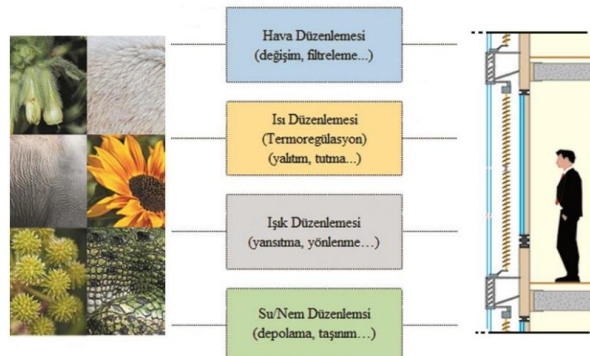 Hava Düzenlemesi
(değişim, filtreleme...)
Isı Düzenlemesi
(Termoregülasyon)
(yalıtım, tutma...)
Işık Düzenlemesi
(yansıtma, yönlenme…)
Su/Nem Düzenlemsi
(depolama, taşınım…)